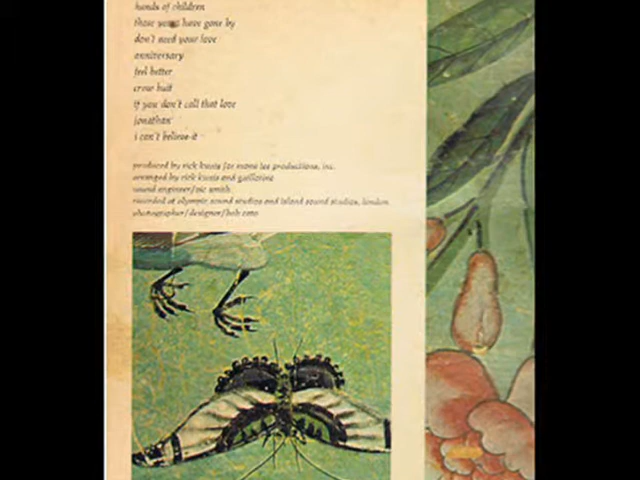 hands of children
those years have gone by
don't need your love
anniversary
feel better
crow bait
if you don't call that love
jonathan
i can't believe it
produced by rick kunis for mona lee productions, inc.
arranged by rick kunis and guillotine
sound engineer/vic smith
recorded at olympic sound studios and island sound studios, london
photographer/designer/bob cato